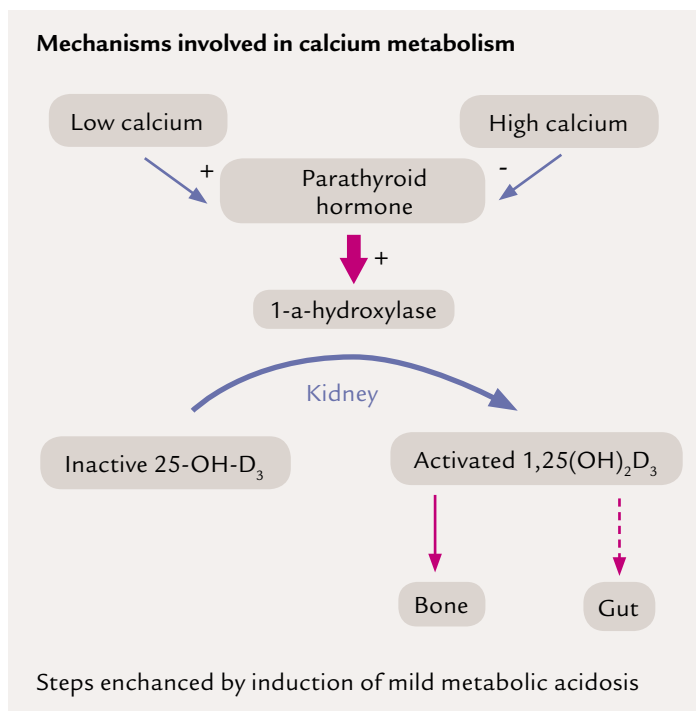 Mechanisms involved in calcium metabolism
Low calcium
High calcium
+
-
Parathyroid
hormone
+
1-a-hydroxylase
Kidney
Inactive 25-OH-D₃
Activated 1,25(OH)₂D₃
Bone
Gut
Steps enchanced by induction of mild metabolic acidosis